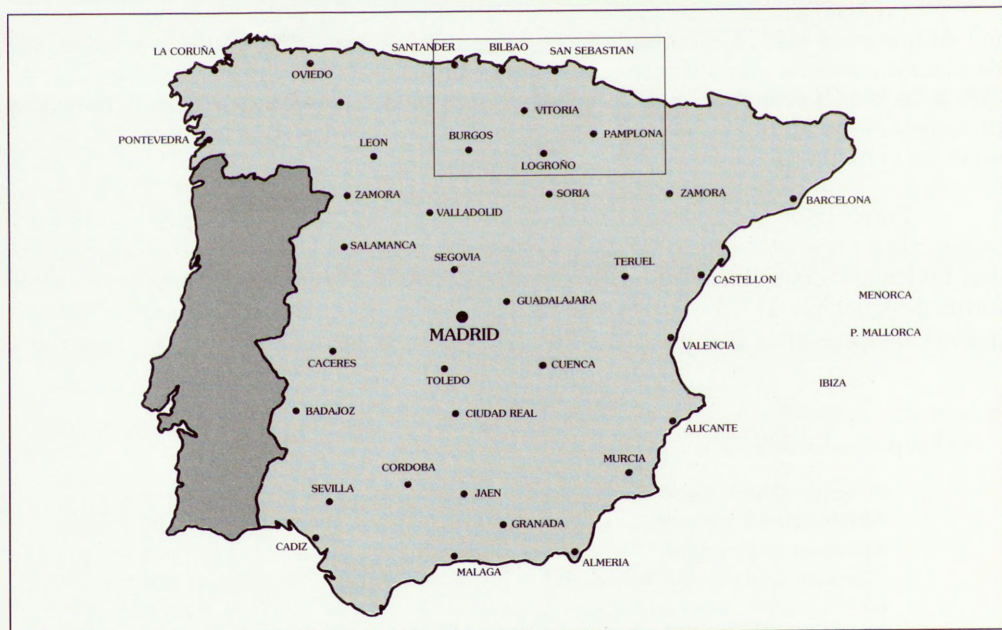 LA CORUÑA
SANTANDER
BILBAO
SAN SEBASTIAN
OVIEDO
VITORIA
PONTEVEDRA
LEON
BURGOS
PAMPLONA
LOGROÑO
ZAMORA
VALLADOLID
SORIA
ZAMORA
BARCELONA
SALAMANCA
SEGOVIA
TERUEL
CASTELLON
GUADALAJARA
MENORCA
MADRID
P. MALLORCA
VALENCIA
CACERES
TOLEDO
CUENCA
IBIZA
BADAJOZ
CIUDAD REAL
ALICANTE
CORDOBA
MURCIA
SEVILLA
JAEN
GRANADA
CADIZ
MALAGA
ALMERIA